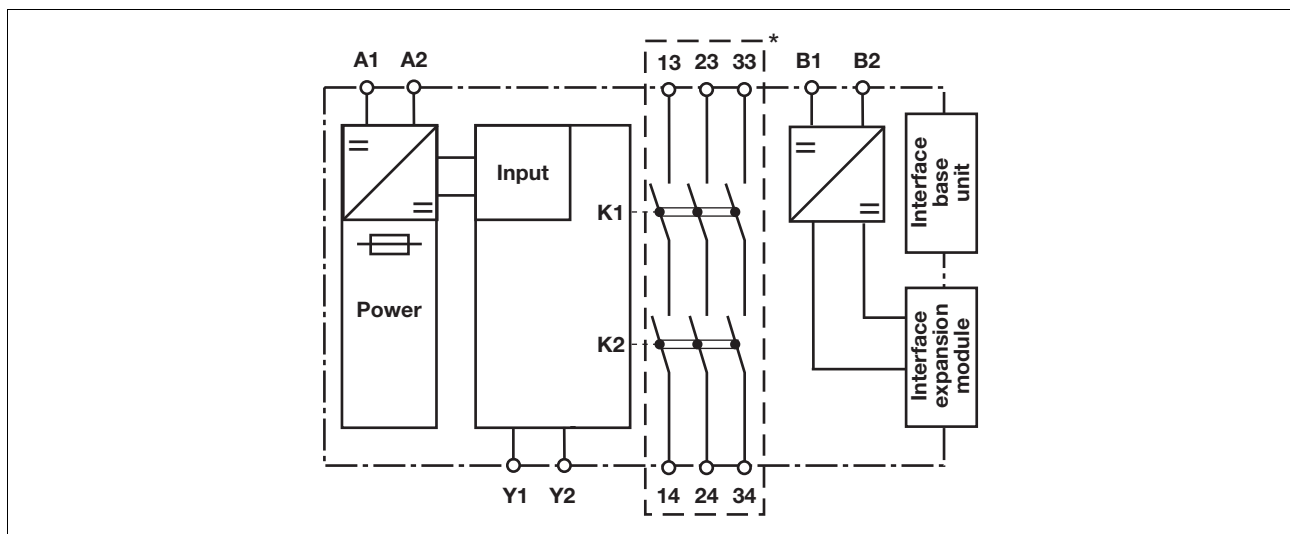 *
A1 A2 13 23 33 B1 B2
Input
Interface
base
unit
K1
Power
K2
Interface
expansion
module
Y1 Y2 14 24 34